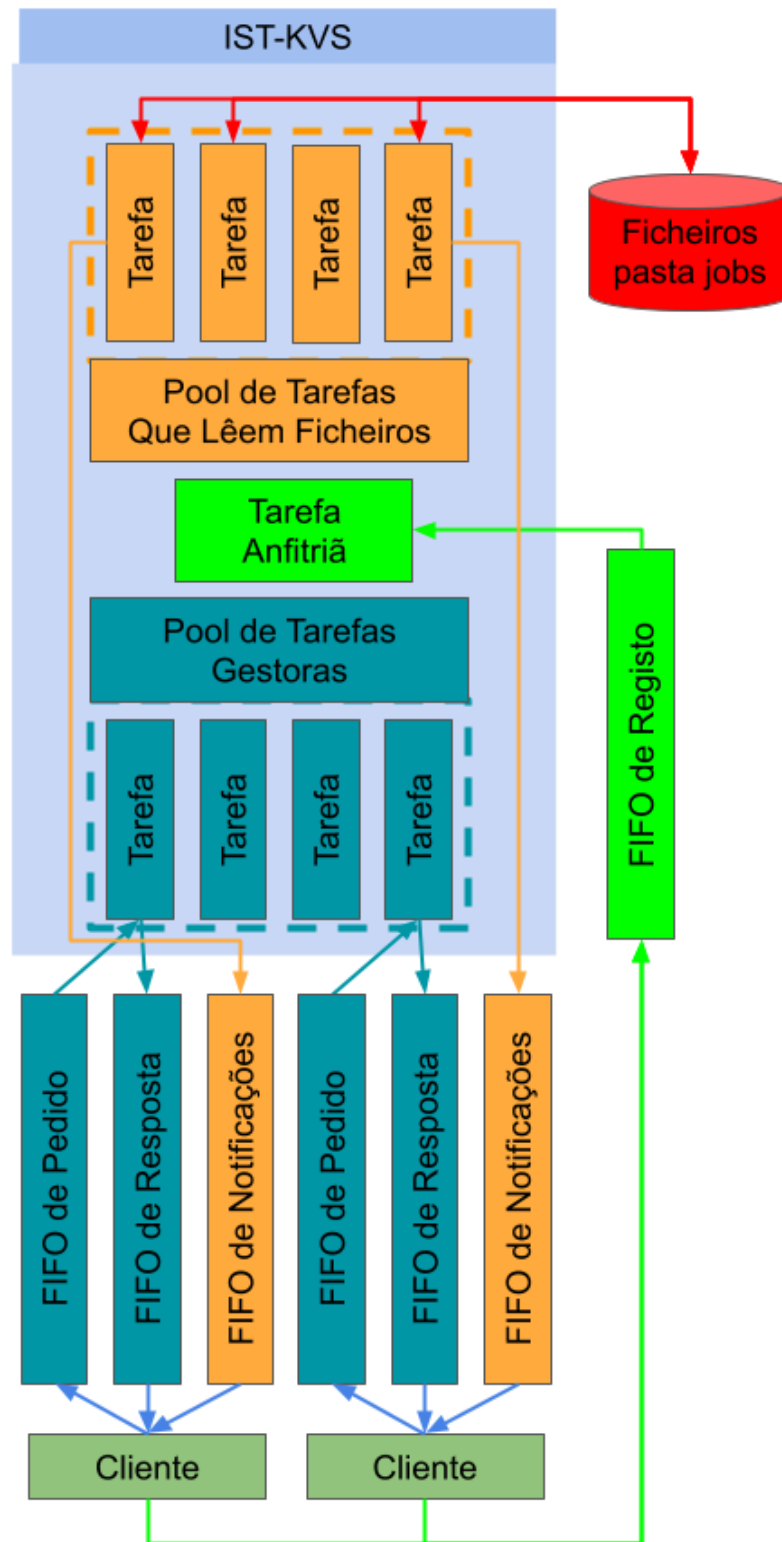 IST-KVS
Tarefa
Tarefa
Tarefa
Tarefa
Ficheiros
pasta jobs
Pool de Tarefas
Que Lêem Ficheiros
Tarefa
Anfitriã
Pool de Tarefas
Gestoras
FIFO de Registo
Tarefa
Tarefa
Tarefa
Tarefa
FIFO de Pedido
FIFO de Resposta
FIFO de Notificações
FIFO de Pedido
FIFO de Resposta
FIFO de Notificações
Cliente
Cliente